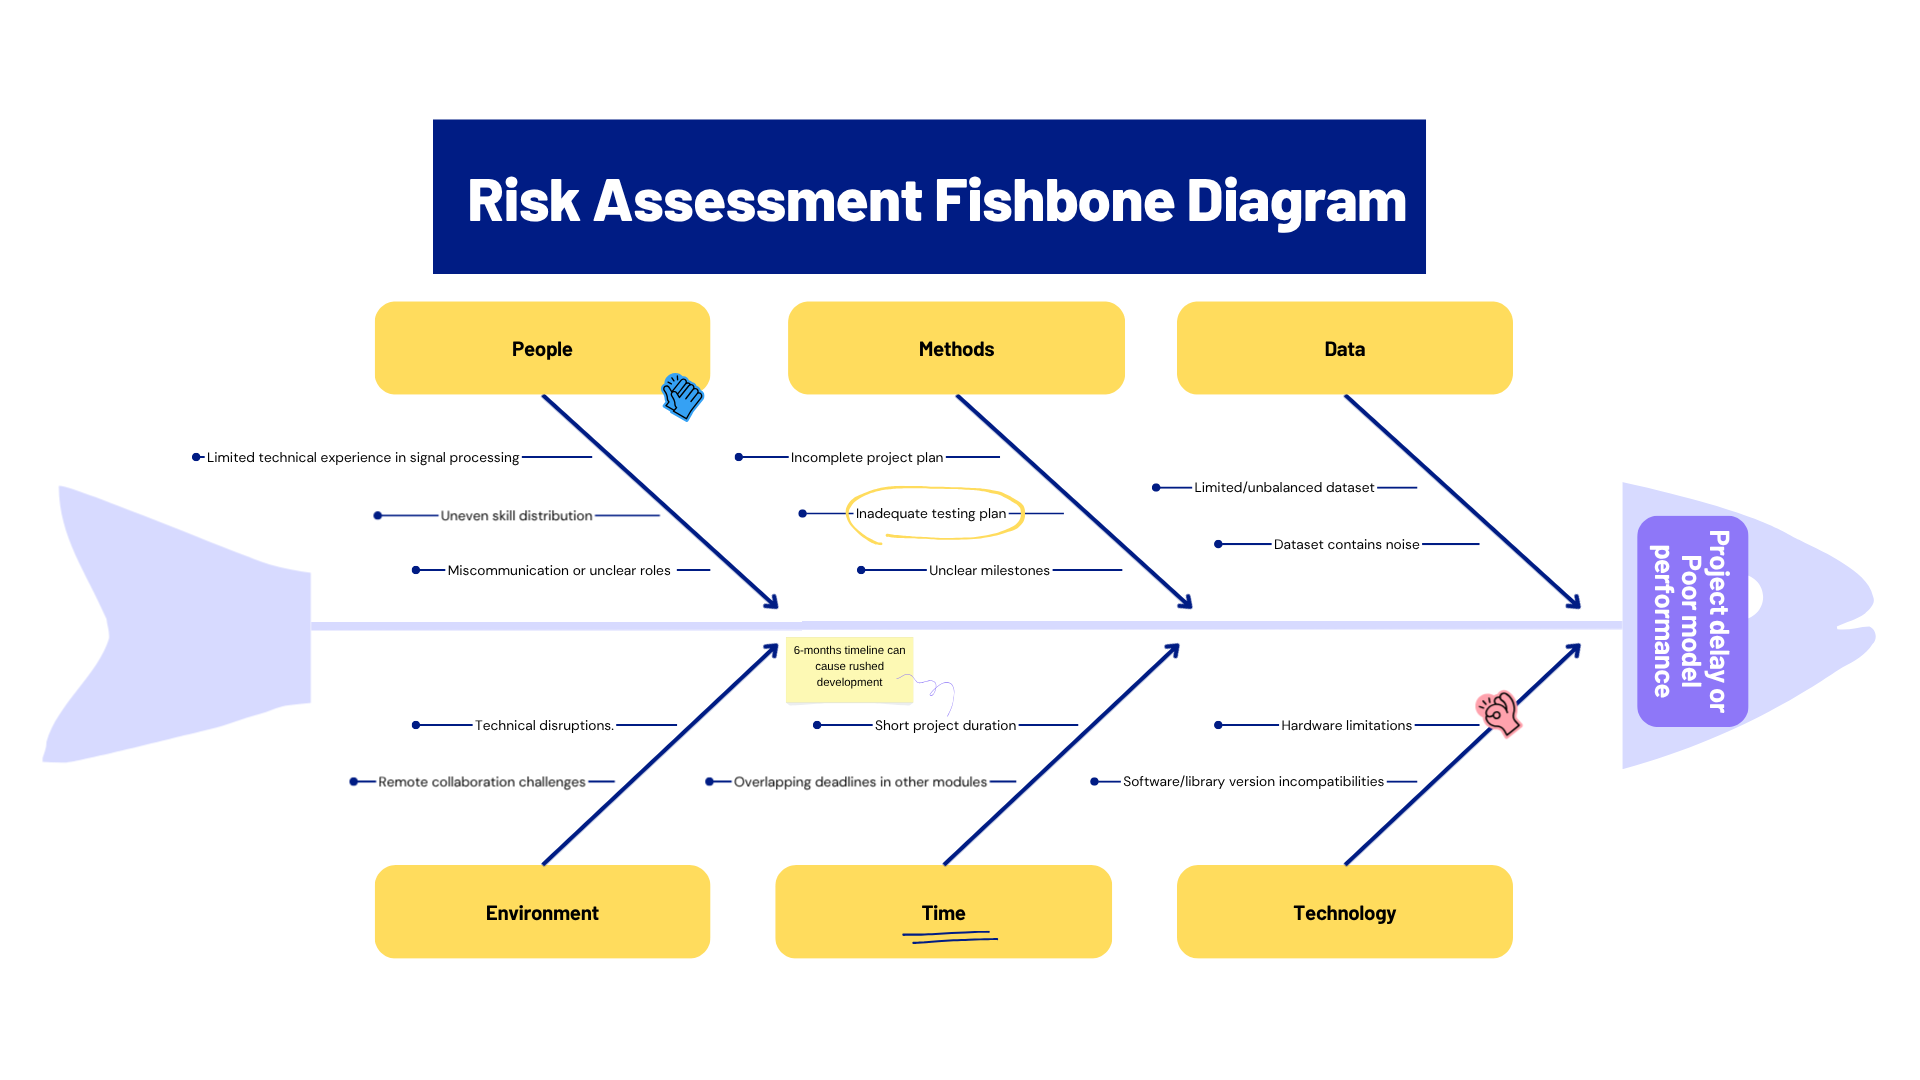 Risk Assessment Fishbone Diagram
People
Methods
Data
Limited technical experience in signal processing
Incomplete project plan
Limited/unbalanced dataset
Uneven skill distribution
Inadequate testing plan
Dataset contains noise
Miscommunication or unclear roles
Unclear milestones
Project delay or
Poor model
performance
6-months timeline can
cause rushed
development
Technical disruptions.
Short project duration
Hardware limitations
Remote collaboration challenges
Overlapping deadlines in other modules
Software/library version incompatibilities
Environment
Time
Technology